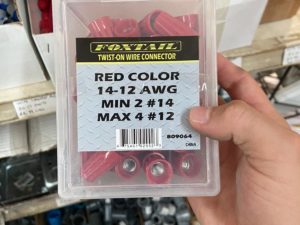 FOXTAIL
TWIST-ON WIRE CONNECTOR
RED COLOR
14-12 AWG
MIN 2 #14
MAX 4 #12
809064
CHINA